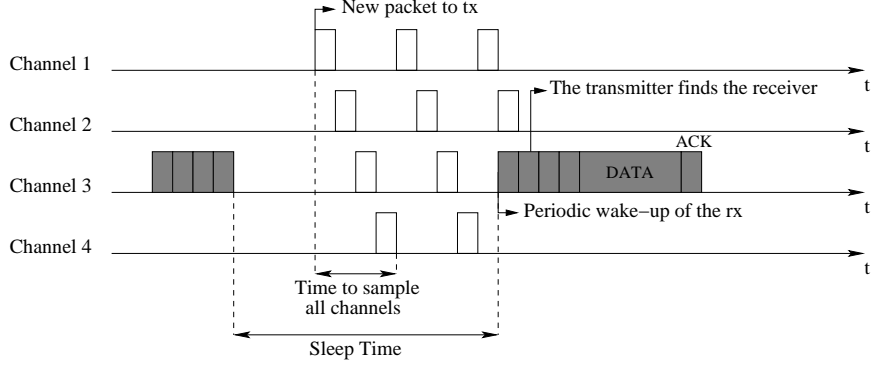 New packet to tx
Channel 1
t
The transmitter finds the receiver
Channel 2
t
ACK
DATA
Channel 3
t
Periodic wake−up of the rx
Channel 4
t
Time to sample
all channels
Sleep Time